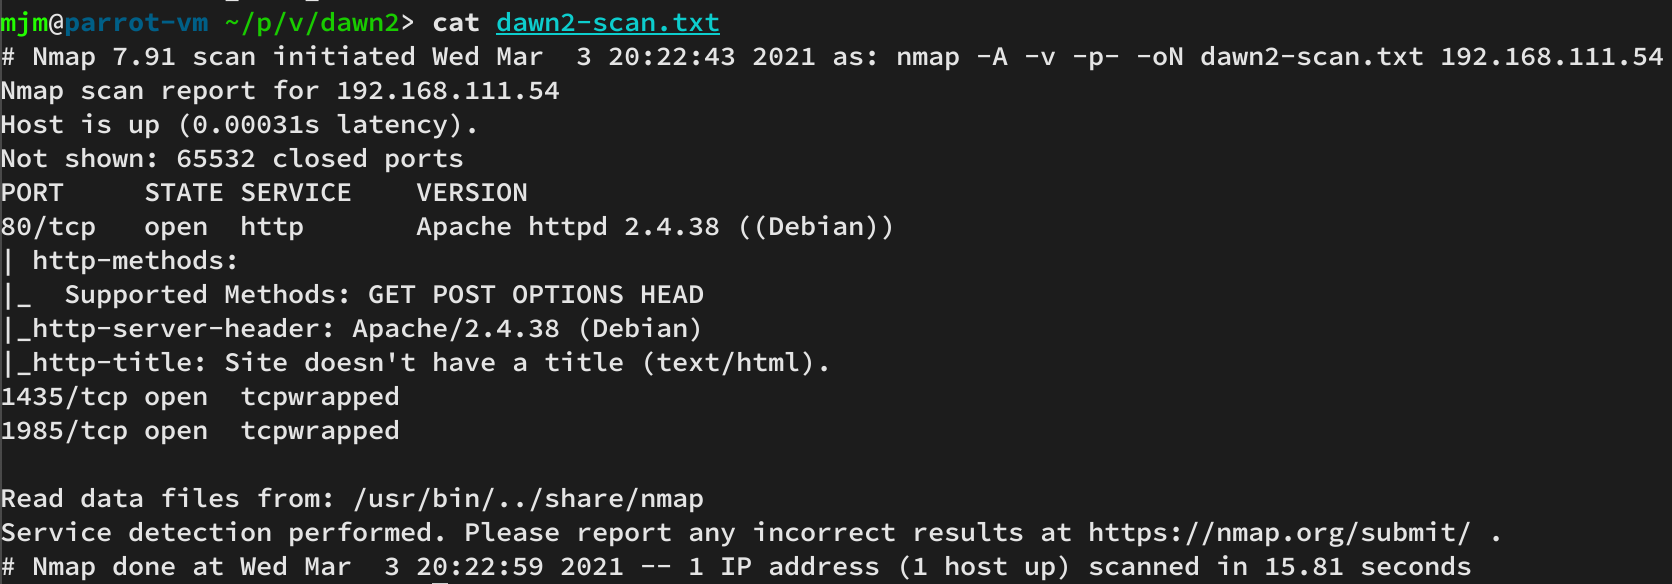 mjm@parrot-vm ~/p/v/dawn2> cat dawn2-scan.txt
# Nmap 7.91 scan initiated Wed Mar  3 20:22:43 2021 as: nmap -A -v -p- -oN dawn2-scan.txt 192.168.111.54
Nmap scan report for 192.168.111.54
Host is up (0.00031s latency).
Not shown: 65532 closed ports
PORT     STATE SERVICE    VERSION
80/tcp   open  http       Apache httpd 2.4.38 ((Debian))
| http-methods:
|_  Supported Methods: GET POST OPTIONS HEAD
|_http-server-header: Apache/2.4.38 (Debian)
|_http-title: Site doesn't have a title (text/html).
1435/tcp open  tcpwrapped
1985/tcp open  tcpwrapped

Read data files from: /usr/bin/../share/nmap
Service detection performed. Please report any incorrect results at https://nmap.org/submit/ .
# Nmap done at Wed Mar  3 20:22:59 2021 -- 1 IP address (1 host up) scanned in 15.81 seconds